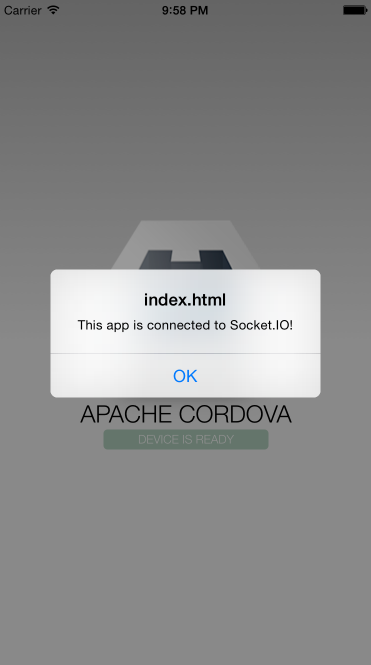 Carrier 9:58 PM
index.html
This app is connected to Socket.IO!
OK
APACHE CORDOVA
DEVICE IS READY